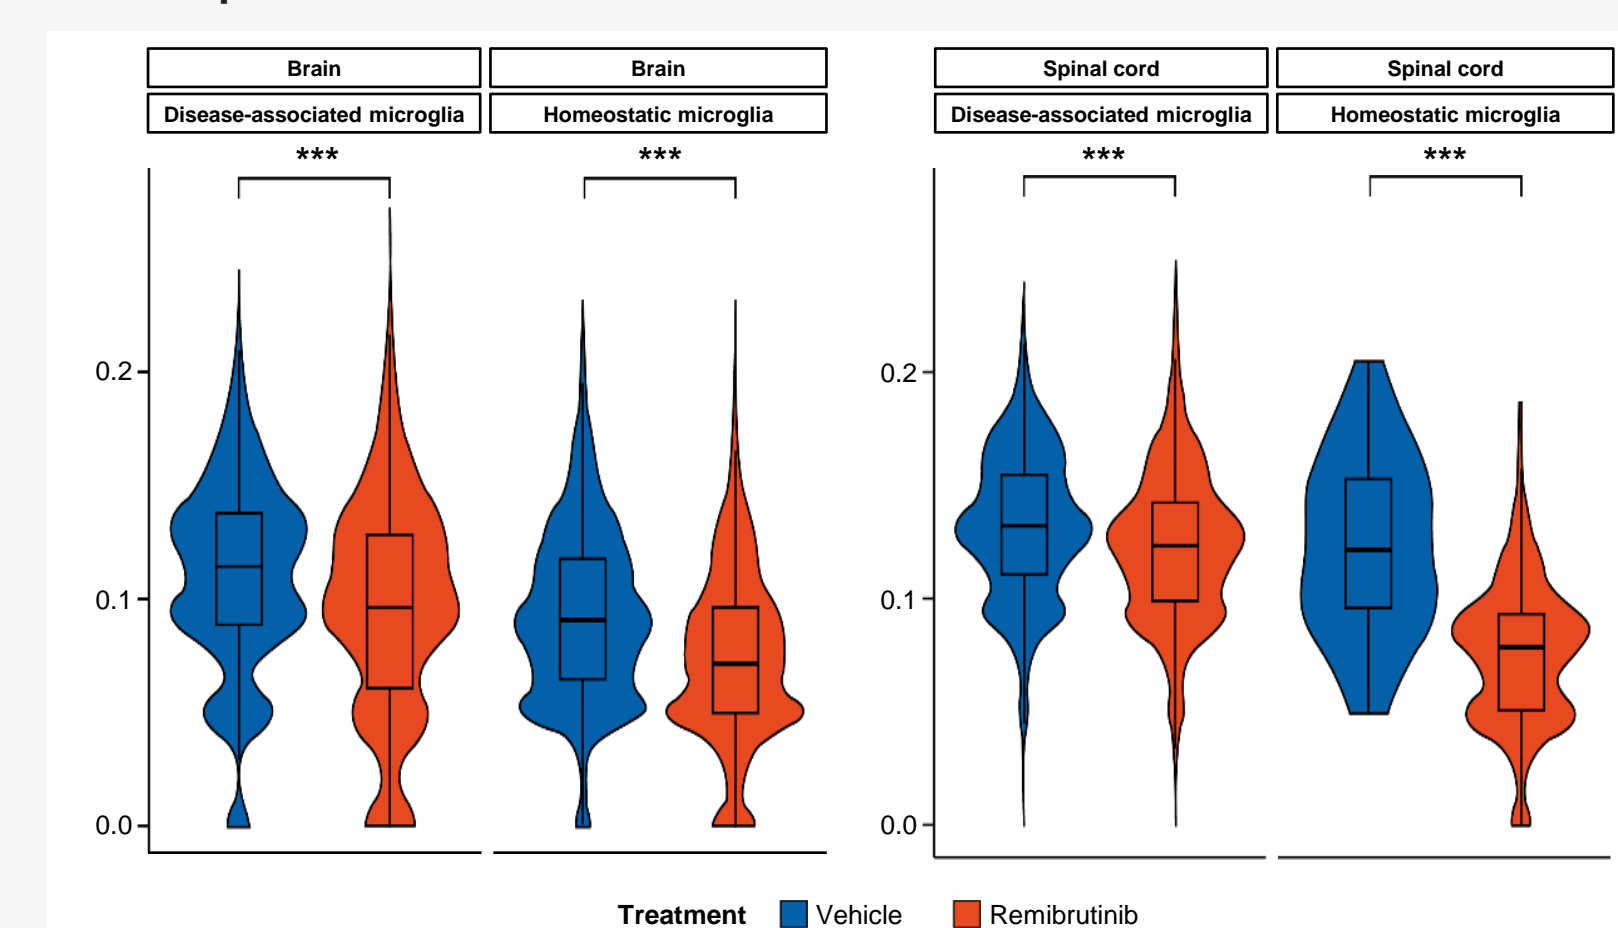 Brain
Brain
Spinal cord
Spinal cord
Disease-associated microglia
Homeostatic microglia
Disease-associated microglia
Homeostatic microglia
***
***
***
***
0.2
0.1
0.0
0.2
0.1
0.0
Treatment
Vehicle
Remibrutinib